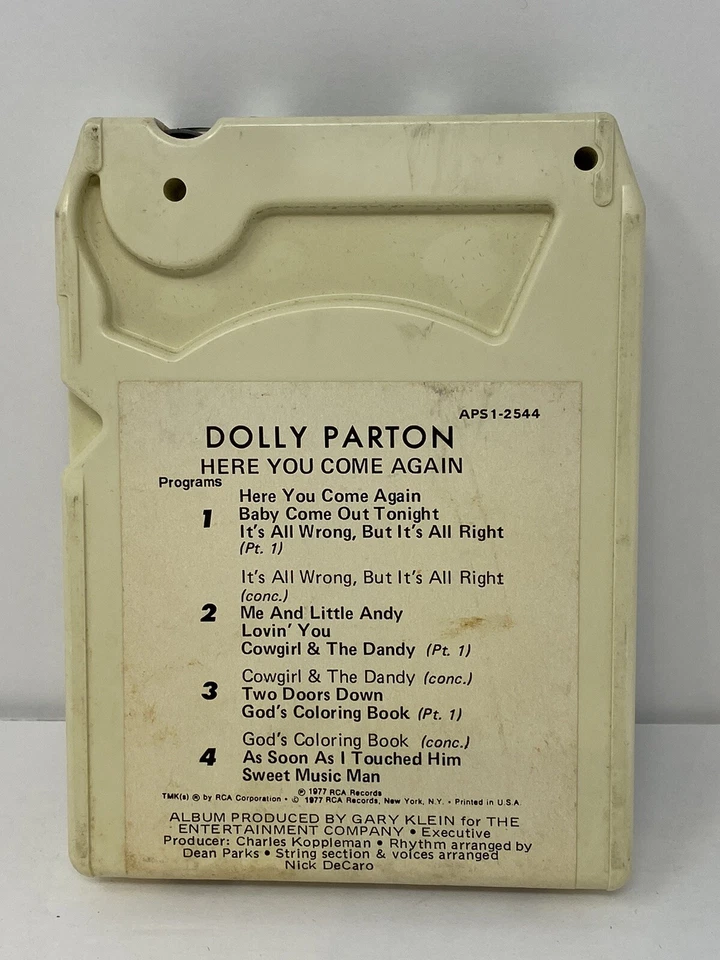 APS1-2544
DOLLY PARTON
HERE YOU COME AGAIN
Programs
Here You Come Again
1 Baby Come Out Tonight
It's All Wrong, But It's All Right
(Pt. 1)
It's All Wrong, But It's All Right
(conc.)
2 Me And Little Andy
Lovin' You
Cowgirl & The Dandy (Pt. 1)
Cowgirl & The Dandy (conc.)
3 Two Doors Down
God's Coloring Book (Pt. 1)
God's Coloring Book (conc.)
4 As Soon As I Touched Him
Sweet Music Man
℗ 1977 RCA Records
TMK(s) ® by RCA Corporation • © 1977 RCA Records, New York, N.Y. • Printed in U.S.A.
ALBUM PRODUCED BY GARY KLEIN for THE
ENTERTAINMENT COMPANY • Executive
Producer: Charles Koppleman • Rhythm arranged by
Dean Parks • String section & voices arranged
Nick DeCaro